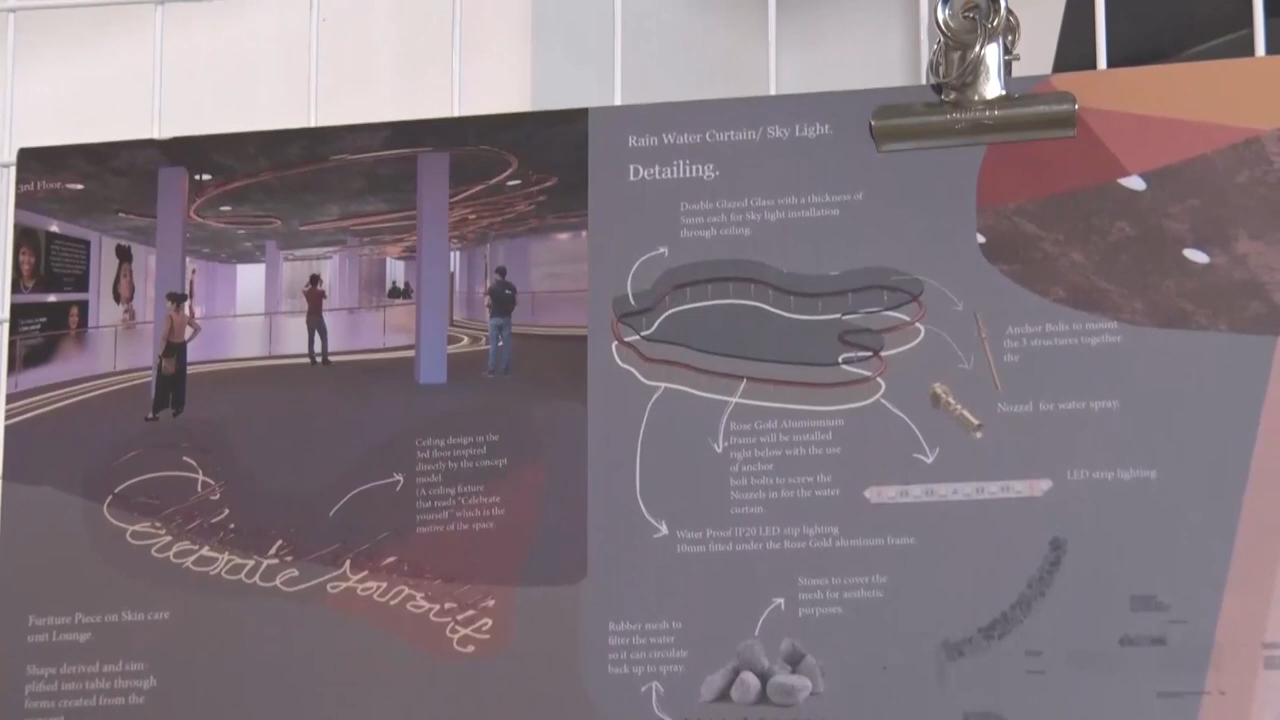 3rd Floor.
Ceiling design in the
3rd floor inspired
directly by the concept
model.
(A ceiling fixture
that reads "Celebrate
yourself" which is the
motive of the space.
Celebrate Yourself
Furiture Piece on Skin care
unit Lounge.
Shape derived and sim-
plified into table through
forms created from the
Rain Water Curtain/ Sky Light.
Detailing.
Double Glazed Glass with a thickness of
5mm each for Sky light installation
through ceiling.
Anchor Bolts to mount
the 3 structures together
the
Nozzel for water spray.
Rose Gold Alumiumium
frame will be installed
right below with the use
of anchor
bolt bolts to screw the
Nozzels in for the water
curtain.
LED strip lighting
Water Proof IP20 LED stip lighting
10mm fitted under the Rose Gold aluminum frame.
Stones to cover the
mesh for aesthetic
purposes.
Rubber mesh to
filter the water
so it can circulate
back up to spray.